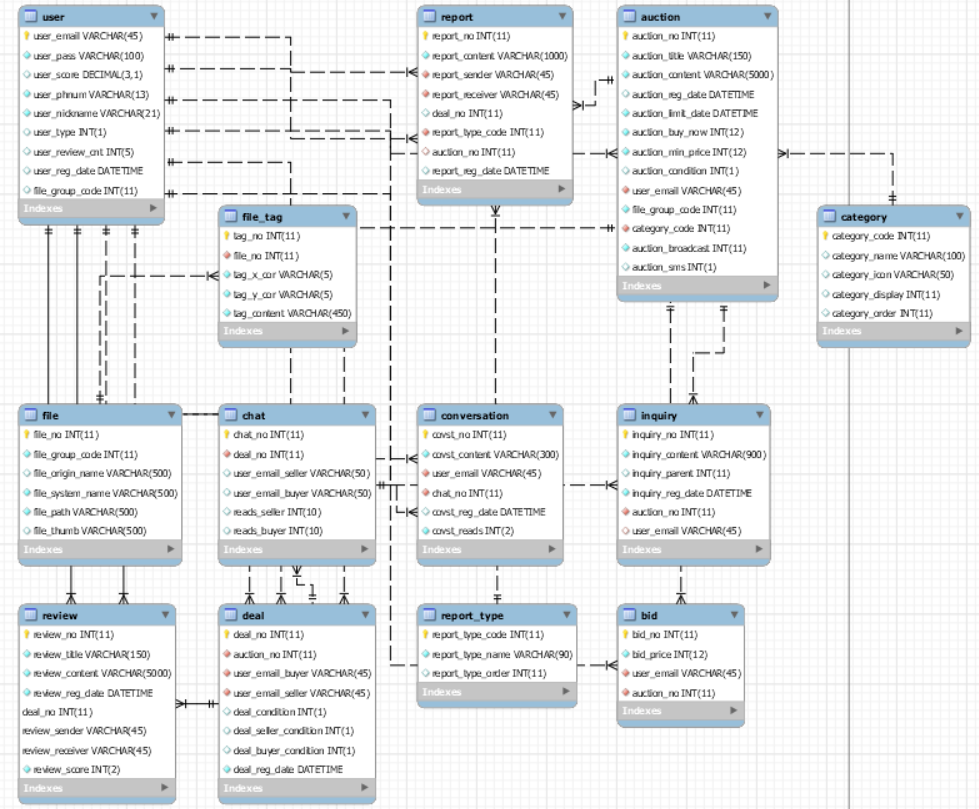 user
user_email VARCHAR(45)
user_pass VARCHAR(100)
user_score DECIMAL(3,1)
user_phnum VARCHAR(13)
user_nickname VARCHAR(21)
user_type INT(1)
user_review_cnt INT(5)
user_reg_date DATETIME
file_group_code INT(11)
Indexes
report
report_no INT(11)
report_content VARCHAR(1000)
report_sender VARCHAR(45)
report_receiver VARCHAR(45)
deal_no INT(11)
report_type_code INT(11)
auction_no INT(11)
report_reg_date DATETIME
Indexes
auction
auction_no INT(11)
auction_title VARCHAR(150)
auction_content VARCHAR(5000)
auction_reg_date DATETIME
auction_limit_date DATETIME
auction_buy_now INT(12)
auction_min_price INT(12)
auction_condition INT(1)
user_email VARCHAR(45)
file_group_code INT(11)
category_code INT(11)
auction_broadcast INT(11)
auction_sms INT(1)
Indexes
file_tag
tag_no INT(11)
file_no INT(11)
tag_x_cor VARCHAR(5)
tag_y_cor VARCHAR(5)
tag_content VARCHAR(450)
Indexes
category
category_code INT(11)
category_name VARCHAR(100)
category_icon VARCHAR(50)
category_display INT(11)
category_order INT(11)
Indexes
file
file_no INT(11)
file_group_code INT(11)
file_origin_name VARCHAR(500)
file_system_name VARCHAR(500)
file_path VARCHAR(500)
file_thumb VARCHAR(500)
Indexes
chat
chat_no INT(11)
deal_no INT(11)
user_email_seller VARCHAR(50)
user_email_buyer VARCHAR(50)
reads_seller INT(10)
reads_buyer INT(10)
Indexes
conversation
covst_no INT(11)
covst_content VARCHAR(300)
user_email VARCHAR(45)
chat_no INT(11)
covst_reg_date DATETIME
covst_reads INT(2)
Indexes
inquiry
inquiry_no INT(11)
inquiry_content VARCHAR(900)
inquiry_parent INT(11)
inquiry_reg_date DATETIME
auction_no INT(11)
user_email VARCHAR(45)
Indexes
review
review_no INT(11)
review_title VARCHAR(150)
review_content VARCHAR(5000)
review_reg_date DATETIME
deal_no INT(11)
review_sender VARCHAR(45)
review_receiver VARCHAR(45)
review_score INT(2)
Indexes
deal
deal_no INT(11)
auction_no INT(11)
user_email_buyer VARCHAR(45)
user_email_seller VARCHAR(45)
deal_condition INT(1)
deal_seller_condition INT(1)
deal_buyer_condition INT(1)
deal_reg_date DATETIME
Indexes
report_type
report_type_code INT(11)
report_type_name VARCHAR(90)
report_type_order INT(11)
Indexes
bid
bid_no INT(11)
bid_price INT(12)
user_email VARCHAR(45)
auction_no INT(11)
Indexes